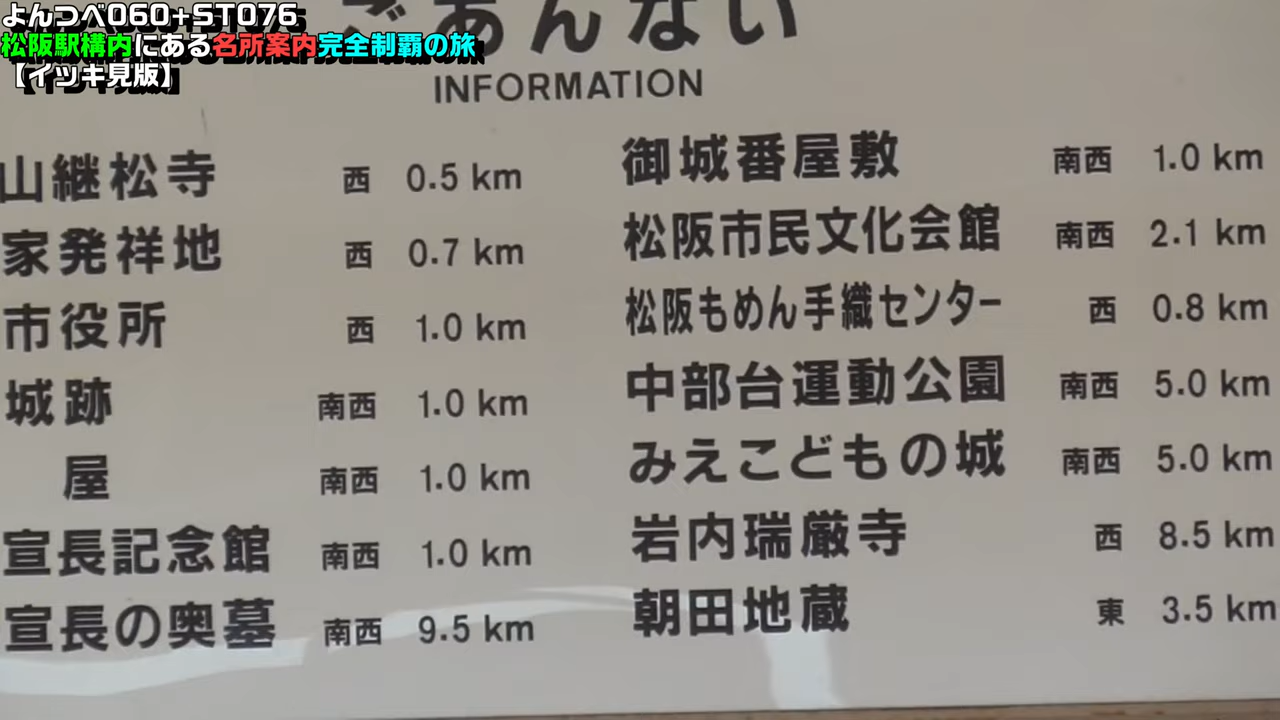 よんつべ060+ST076
松阪駅構内にある名所案内完全制覇の旅
【イツキ見版】
ごあんない
INFORMATION
山継松寺 西 0.5 km
家発祥地 西 0.7 km
市役所 西 1.0 km
城跡 南西 1.0 km
屋 南西 1.0 km
宣長記念館 南西 1.0 km
宣長の奥墓 南西 9.5 km
御城番屋敷 南西 1.0 km
松阪市民文化会館 南西 2.1 km
松阪もめん手織センター 西 0.8 km
中部台運動公園 南西 5.0 km
みえこどもの城 南西 5.0 km
岩内瑞厳寺 西 8.5 km
朝田地蔵 東 3.5 km